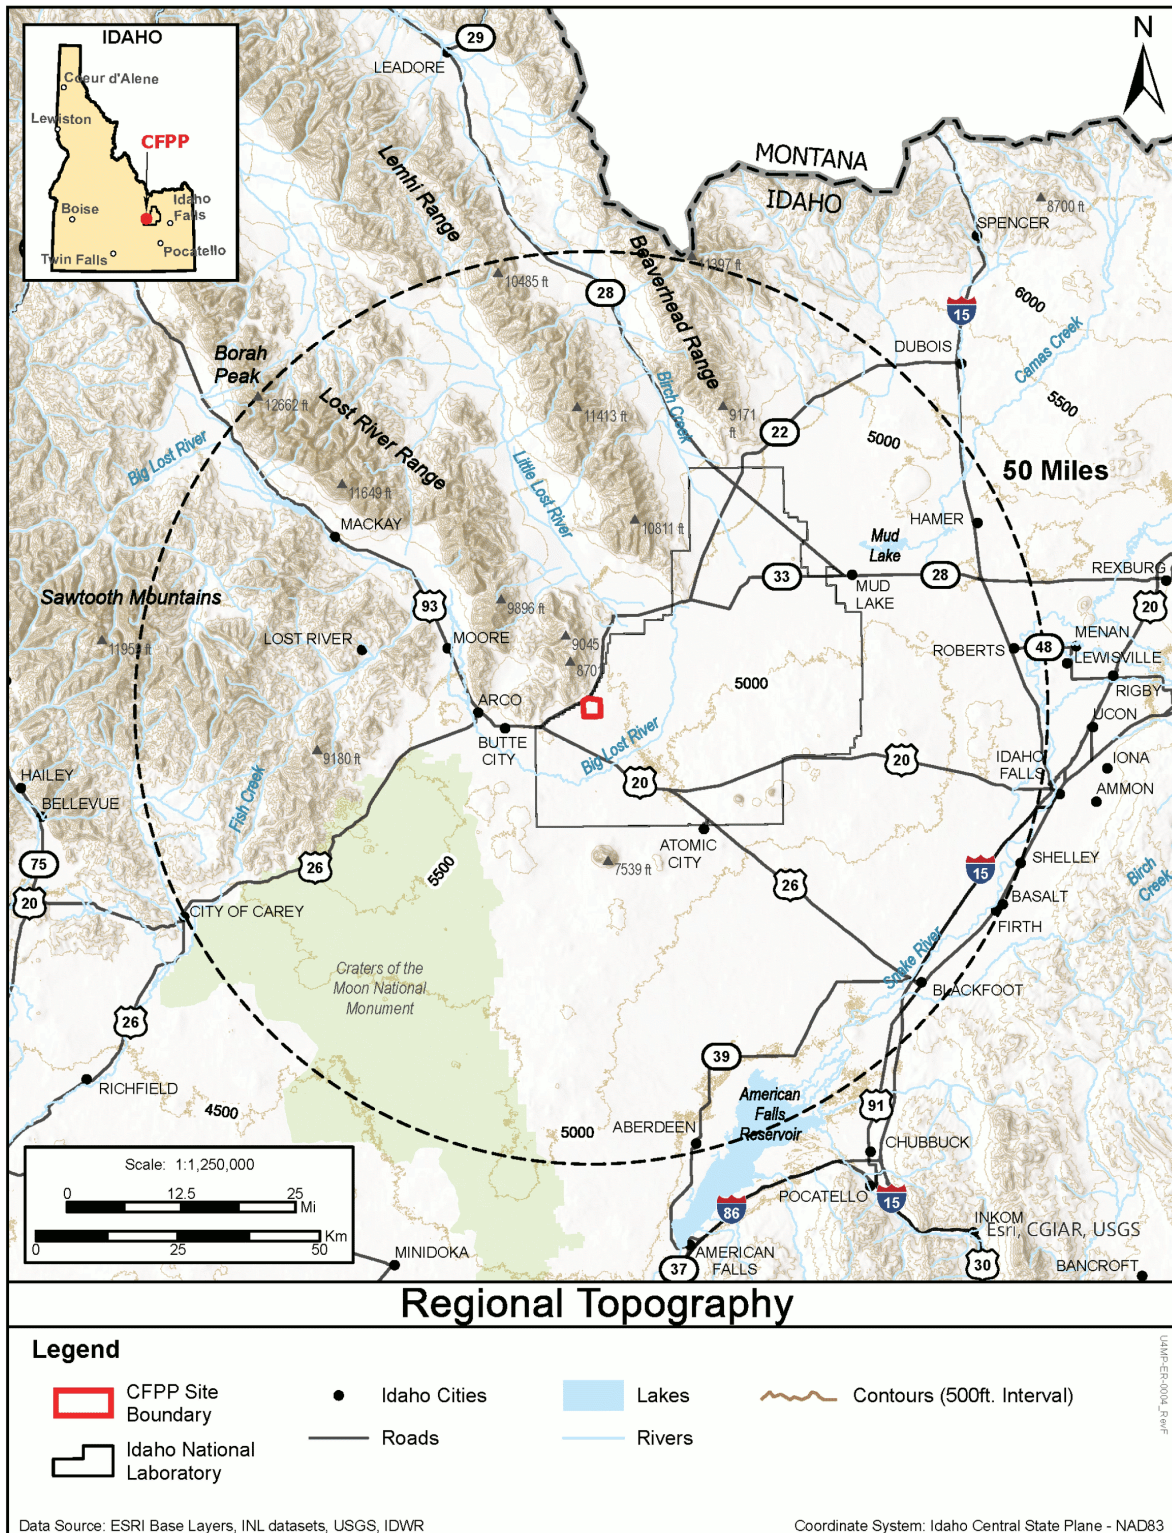 IDAHO
Coeur d'Alene
Lewiston
CFPP
Boise
Idaho
Falls
Twin Falls
Pocatello
N
29
LEADORE
MONTANA
IDAHO
8700 ft
SPENCER
Lemhi Range
Beaverhead Range
11397 ft
10485 ft
28
15
6000
Camas Creek
DUBOIS
Borah
Peak
12662 ft
Lost River Range
11413 ft
Birch Creek
9171
ft
22
5500
5000
50 Miles
Big Lost River
Little Lost River
11649 ft
MACKAY
10811 ft
HAMER
Mud
Lake
33
MUD
LAKE
28
REXBURG
20
Sawtooth Mountains
93
9896 ft
LOST RIVER
MOORE
9045
8701
ROBERTS
48
MENAN
LEWISVILLE
RIGBY
5000
ARCO
BUTTE
CITY
Big Lost River
UCON
9180 ft
20
20
IDAHO
FALLS
IONA
AMMON
HAILEY
BELLEVUE
Fish Creek
75
20
26
5500
ATOMIC
CITY
7539 ft
26
15
SHELLEY
BASALT
FIRTH
Birch
Creek
CITY OF CAREY
Craters of the
Moon National
Monument
Snake River
BLACKFOOT
26
39
RICHFIELD
4500
5000
ABERDEEN
American
Falls
Reservoir
91
CHUBBUCK
POCATELLO
86
15
INKOM
Esri, CGIAR, USGS
30
BANCROFT
Scale: 1:1,250,000
0 12.5 25
Mi
Km
0 25 50
MINIDOKA
AMERICAN
FALLS
37
Regional Topography
Legend
CFPP Site
Boundary
Idaho National
Laboratory
Idaho Cities
Roads
Lakes
Rivers
Contours (500ft. Interval)
U4MP-ER-0004_RevF
Data Source: ESRI Base Layers, INL datasets, USGS, IDWR
Coordinate System: Idaho Central State Plane - NAD83